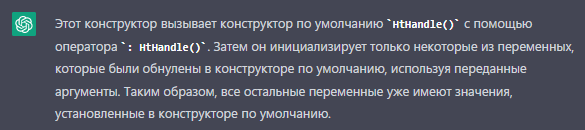 Этот конструктор вызывает конструктор по умолчанию `HtHandle()` с помощью
оператора `: HtHandle()`. Затем он инициализирует только некоторые из переменных,
которые были обнулены в конструкторе по умолчанию, используя переданные
аргументы. Таким образом, все остальные переменные уже имеют значения,
установленные в конструкторе по умолчанию.